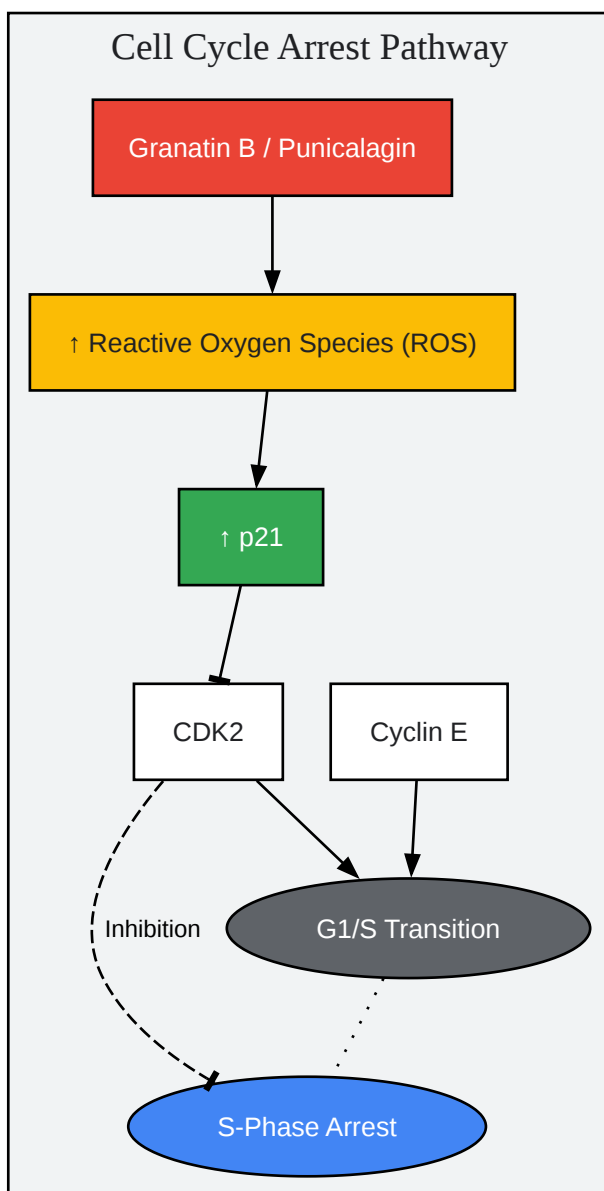 Cell Cycle Arrest Pathway
Granatin B / Punicalagin
↑ Reactive Oxygen Species (ROS)
↑ p21
CDK2
Cyclin E
Inhibition
G1/S Transition
S-Phase Arrest